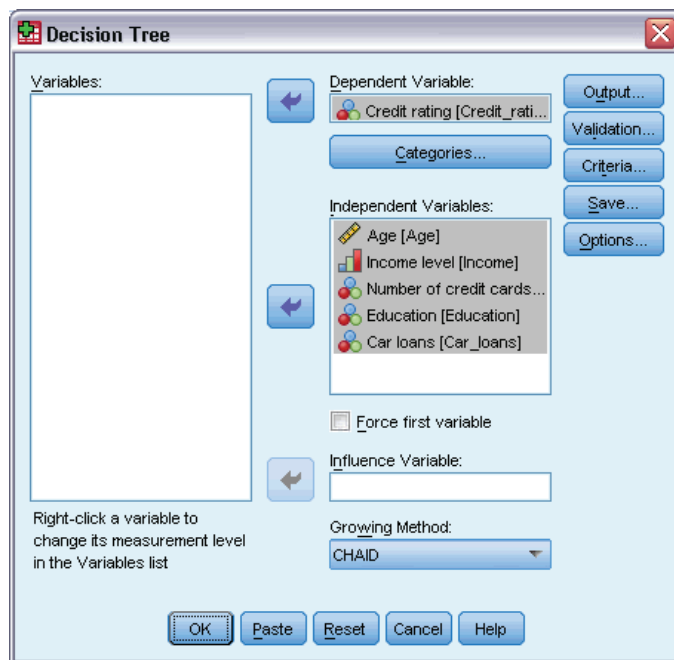 Decision Tree
Variables:
Dependent Variable:
Credit rating [Credit_rati...
Categories...
Independent Variables:
Age [Age]
Income level [Income]
Number of credit cards...
Education [Education]
Car loans [Car_loans]
Force first variable
Influence Variable:
Growing Method:
CHAID
Right-click a variable to
change its measurement level
in the Variables list
Output...
Validation...
Criteria...
Save...
Options...
OK
Paste
Reset
Cancel
Help